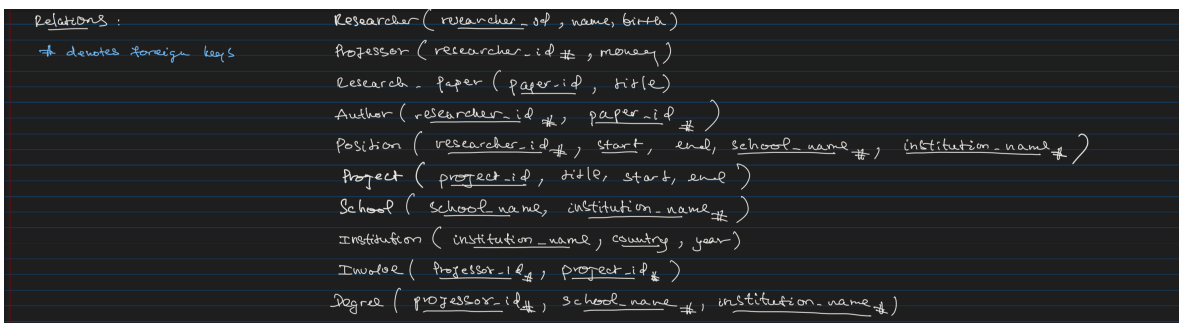 Relations : Researcher ( researcher_id , name, birth)
# denotes foreign keys Professor ( researcher_id # , money)
Research - Paper ( paper_id , title)
Author ( researcher_id #, paper_id # )
Position ( researcher_id #, start, end, school_name #, institution_name # )
Project ( project_id, title, start, end )
School ( school_name, institution_name # )
Institution ( institution_name, country , year)
Involve ( Professor_id #, project_id # )
Degree ( professor_id #, school_name #, institution_name #)